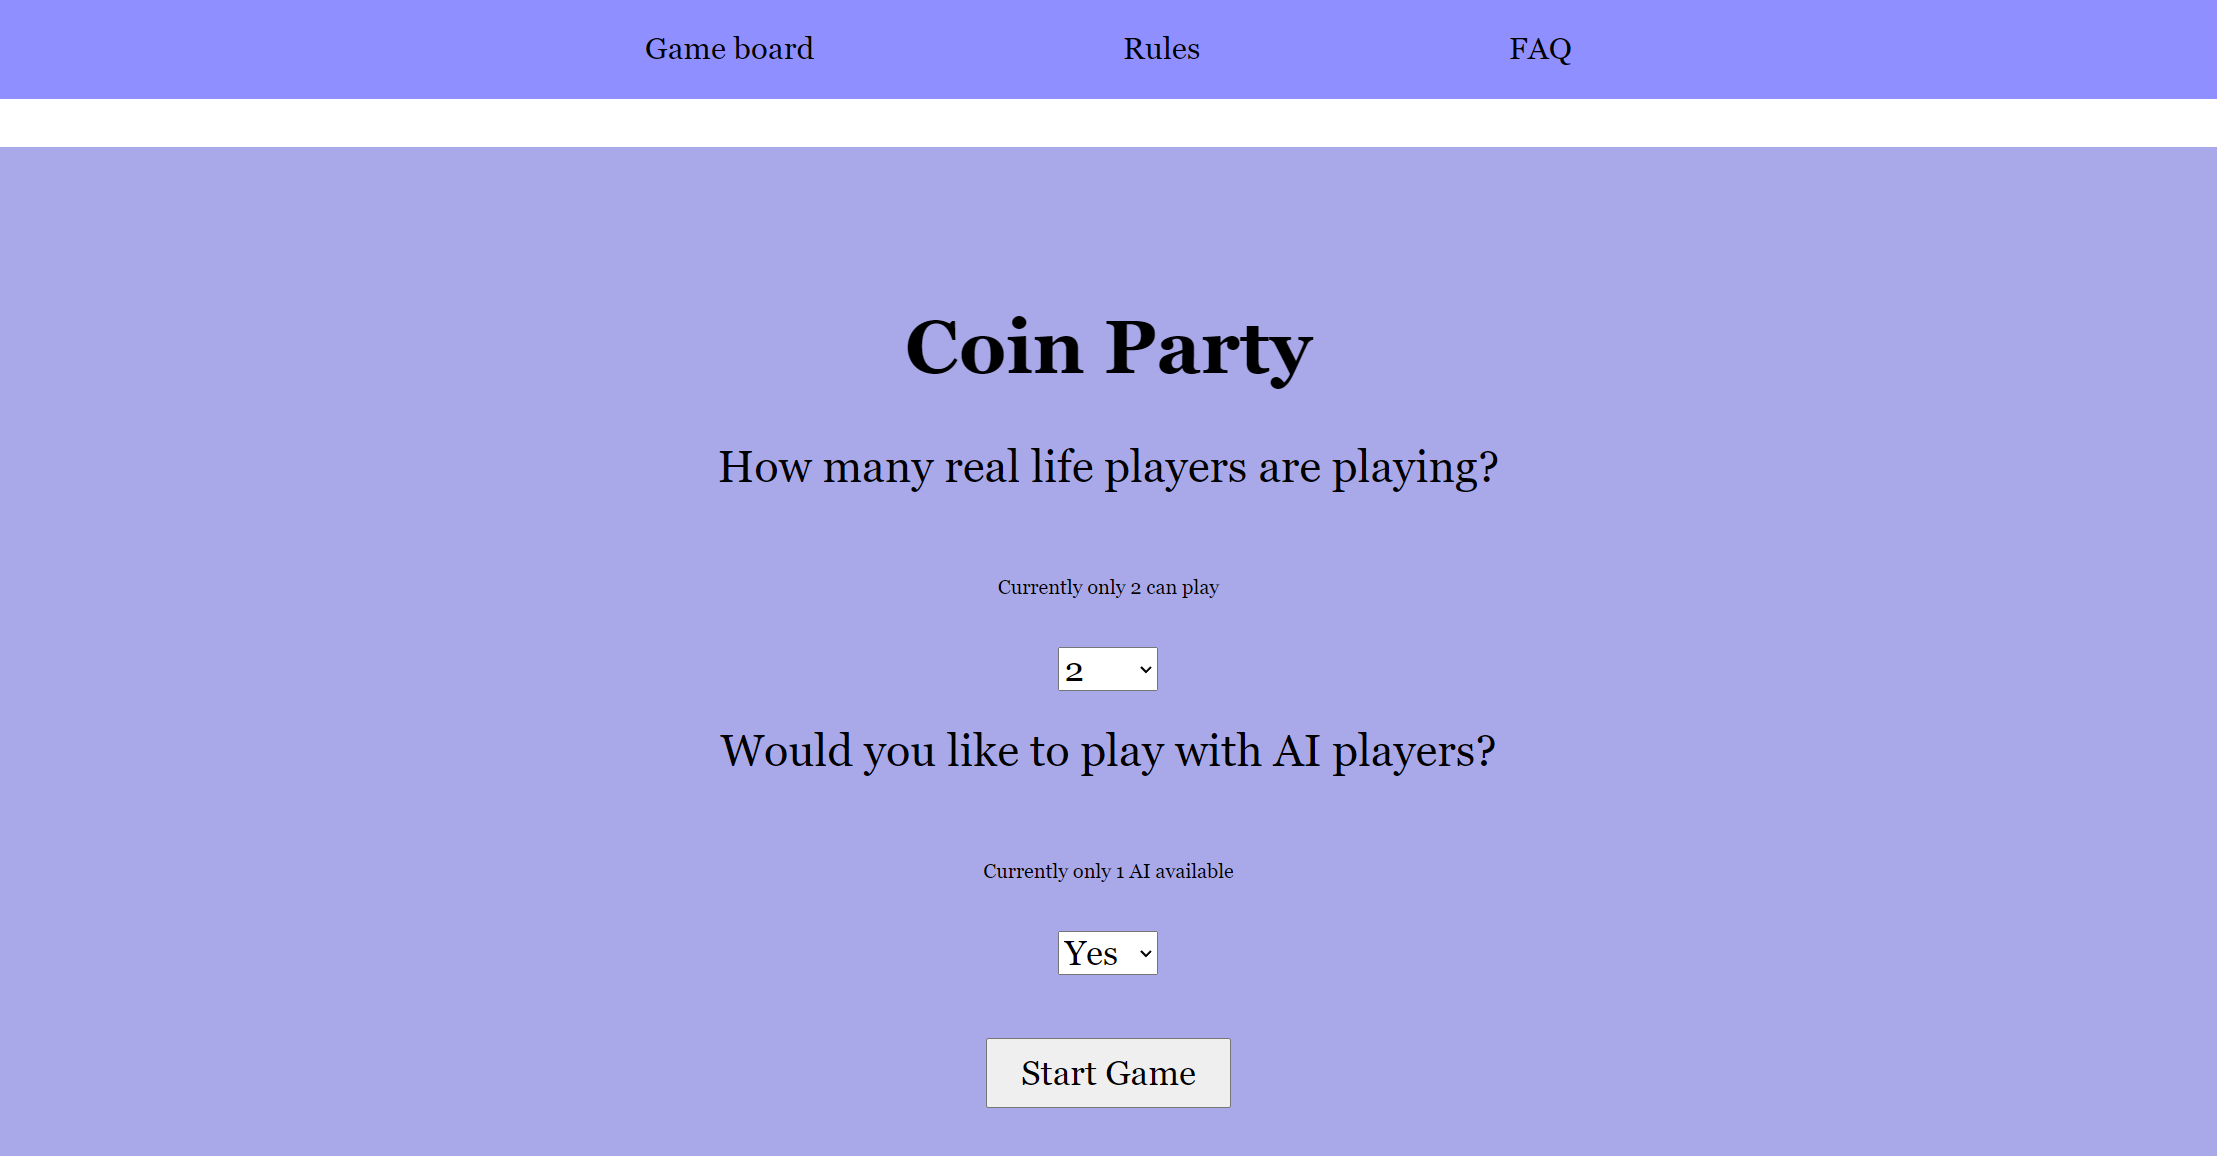 Game board Rules FAQ
Coin Party
How many real life players are playing?
Currently only 2 can play
2
Would you like to play with AI players?
Currently only 1 AI available
Yes
Start Game